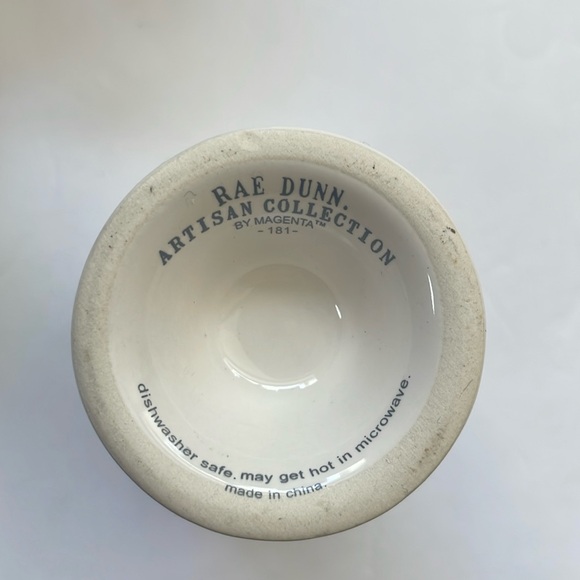 RAE DUNN.
ARTISAN COLLECTION
BY MAGENTA™
- 181 -
dishwasher safe. may get hot in microwave.
made in china.